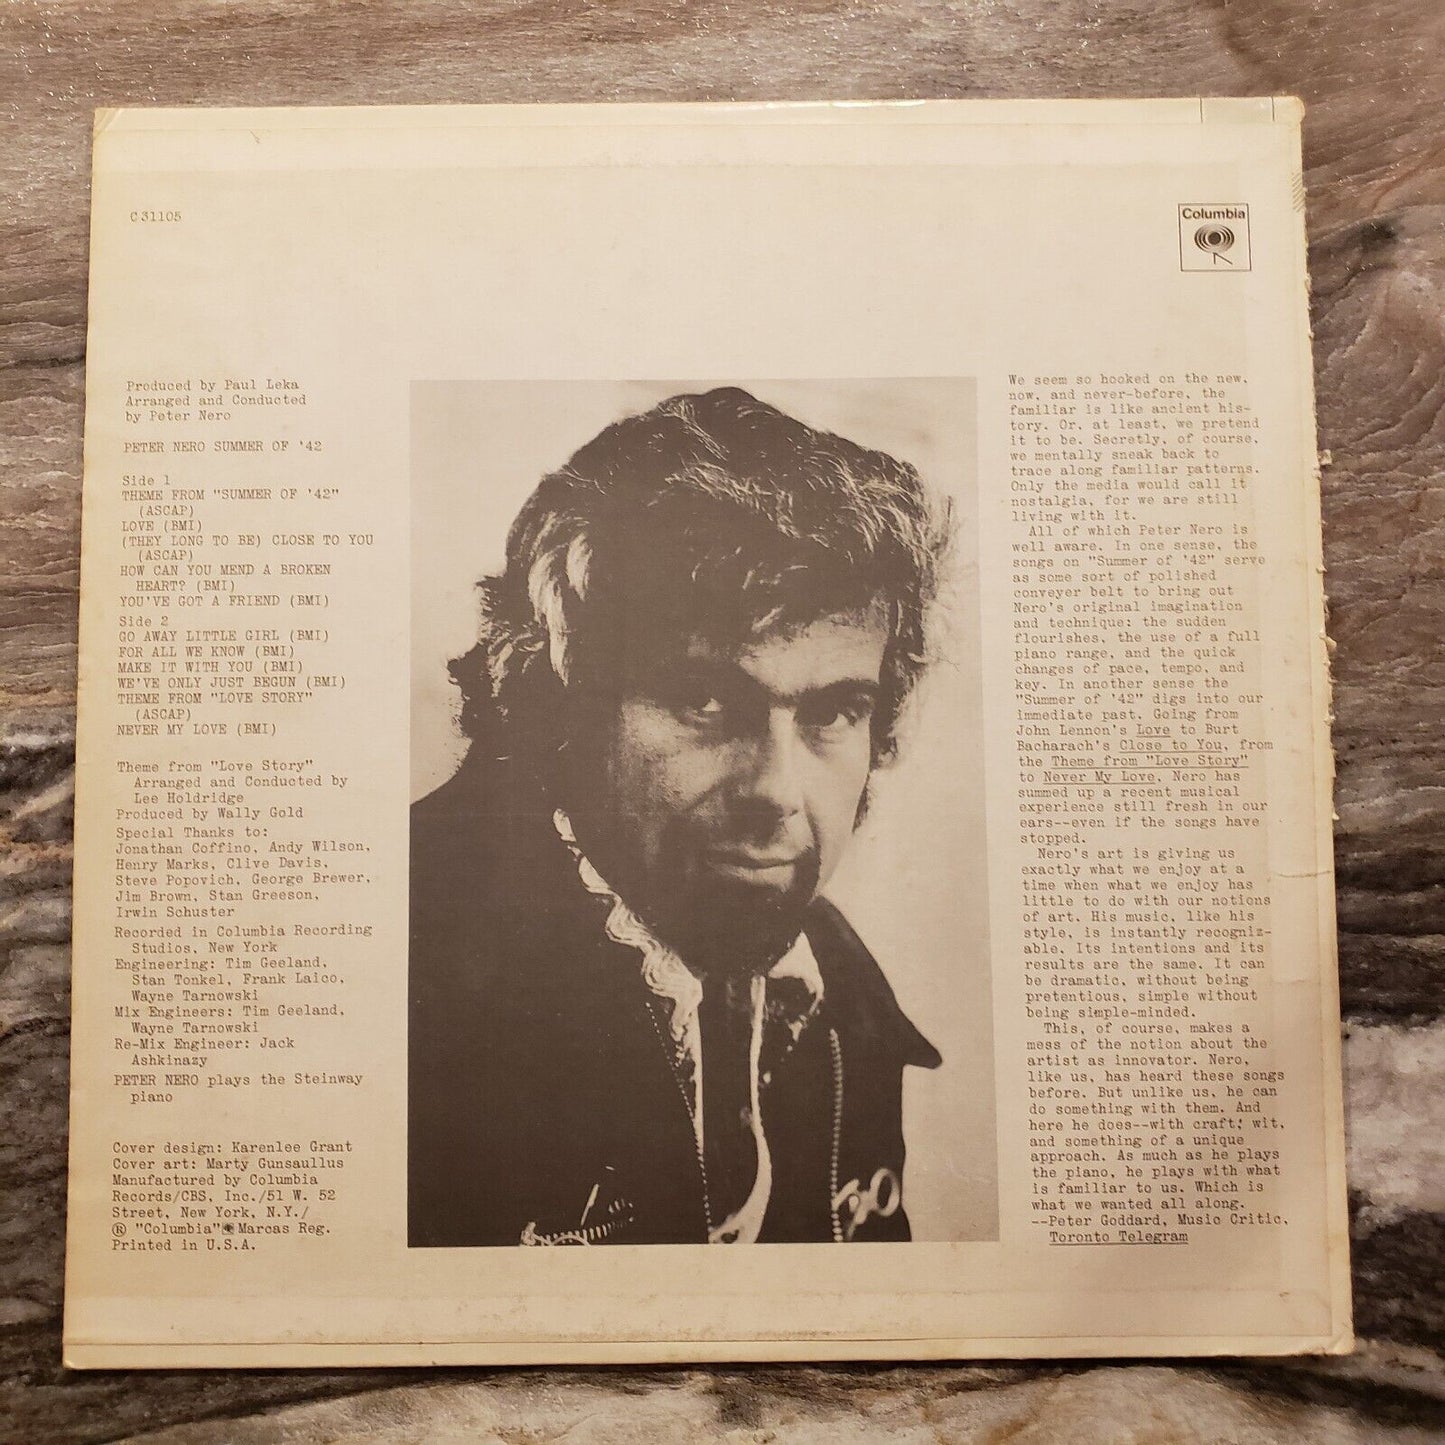 C 31105
Columbia
Produced by Paul Leka
Arranged and Conducted
by Peter Nero
PETER NERO SUMMER OF '42
Side 1
THEME FROM "SUMMER OF '42"
(ASCAP)
LOVE (BMI)
(THEY LONG TO BE) CLOSE TO YOU
(ASCAP)
HOW CAN YOU MEND A BROKEN
HEART? (BMI)
YOU'VE GOT A FRIEND (BMI)
Side 2
GO AWAY LITTLE GIRL (BMI)
FOR ALL WE KNOW (BMI)
MAKE IT WITH YOU (BMI)
WE'VE ONLY JUST BEGUN (BMI)
THEME FROM "LOVE STORY"
(ASCAP)
NEVER MY LOVE (BMI)
Theme from "Love Story"
Arranged and Conducted by
Lee Holdridge
Produced by Wally Gold
Special Thanks to:
Jonathan Coffino, Andy Wilson,
Henry Marks, Clive Davis,
Steve Popovich, George Brewer,
Jim Brown, Stan Greeson,
Irwin Schuster
Recorded in Columbia Recording
Studios, New York
Engineering: Tim Geeland,
Stan Tonkel, Frank Laico,
Wayne Tarnowski
Mix Engineers: Tim Geeland,
Wayne Tarnowski
Re-Mix Engineer: Jack
Ashkinazy
PETER NERO plays the Steinway
piano
Cover design: Karenlee Grant
Cover art: Marty Gunsaullus
Manufactured by Columbia
Records/CBS, Inc./51 W. 52
Street, New York, N.Y./
® "Columbia" Marcas Reg.
Printed in U.S.A.
We seem so hooked on the new,
now, and never-before, the
familiar is like ancient his-
tory. Or, at least, we pretend
it to be. Secretly, of course,
we mentally sneak back to
trace along familiar patterns.
Only the media would call it
nostalgia, for we are still
living with it.
All of which Peter Nero is
well aware. In one sense, the
songs on "Summer of '42" serve
as some sort of polished
conveyer belt to bring out
Nero's original imagination
and technique: the sudden
flourishes, the use of a full
piano range, and the quick
changes of pace, tempo, and
key. In another sense the
"Summer of '42" digs into our
immediate past. Going from
John Lennon's Love to Burt
Bacharach's Close to You, from
the Theme from "Love Story"
to Never My Love, Nero has
summed up a recent musical
experience still fresh in our
ears--even if the songs have
stopped.
Nero's art is giving us
exactly what we enjoy at a
time when what we enjoy has
little to do with our notions
of art. His music, like his
style, is instantly recogniz-
able. Its intentions and its
results are the same. It can
be dramatic, without being
pretentious, simple without
being simple-minded.
This, of course, makes a
mess of the notion about the
artist as innovator. Nero,
like us, has heard these songs
before. But unlike us, he can
do something with them. And
here he does--with craft, wit,
and something of a unique
approach. As much as he plays
the piano, he plays with what
is familiar to us. Which is
what we wanted all along.
--Peter Goddard, Music Critic,
Toronto Telegram